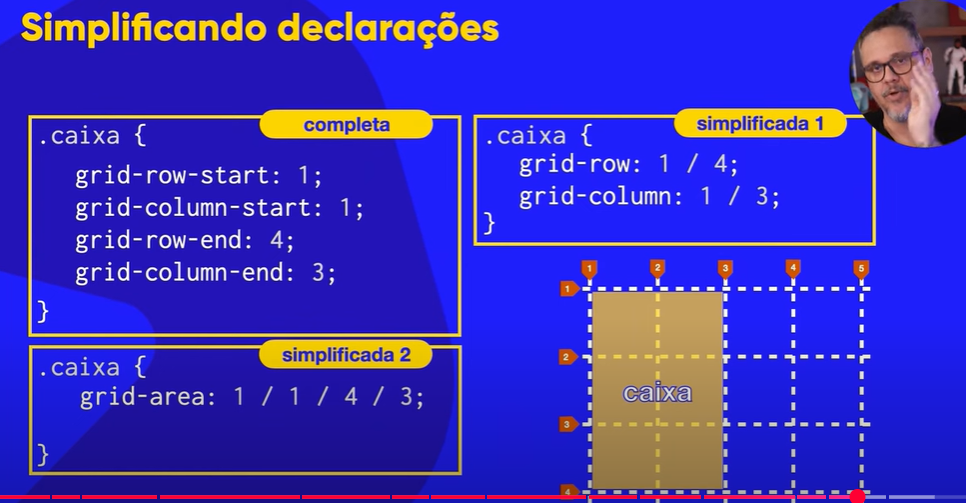 Simplificando declarações
completa
.caixa {
grid-row-start: 1;
grid-column-start: 1;
grid-row-end: 4;
grid-column-end: 3;
}
simplificada 1
.caixa {
grid-row: 1 / 4;
grid-column: 1 / 3;
}
simplificada 2
.caixa {
grid-area: 1 / 1 / 4 / 3;
}
1 2 3 4 5
1
2
caixa
3
4